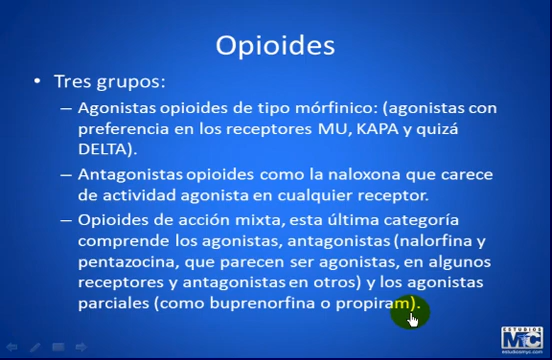 Opioides
• Tres grupos:
– Agonistas opioides de tipo mórfinico: (agonistas con
preferencia en los receptores MU, KAPA y quizá
DELTA).
– Antagonistas opioides como la naloxona que carece
de actividad agonista en cualquier receptor.
– Opioides de acción mixta, esta última categoría
comprende los agonistas, antagonistas (nalorfina y
pentazocina, que parecen ser agonistas, en algunos
receptores y antagonistas en otros) y los agonistas
parciales (como buprenorfina o propiram).
ESTUDIOS
MyC
estudiosmyc.com